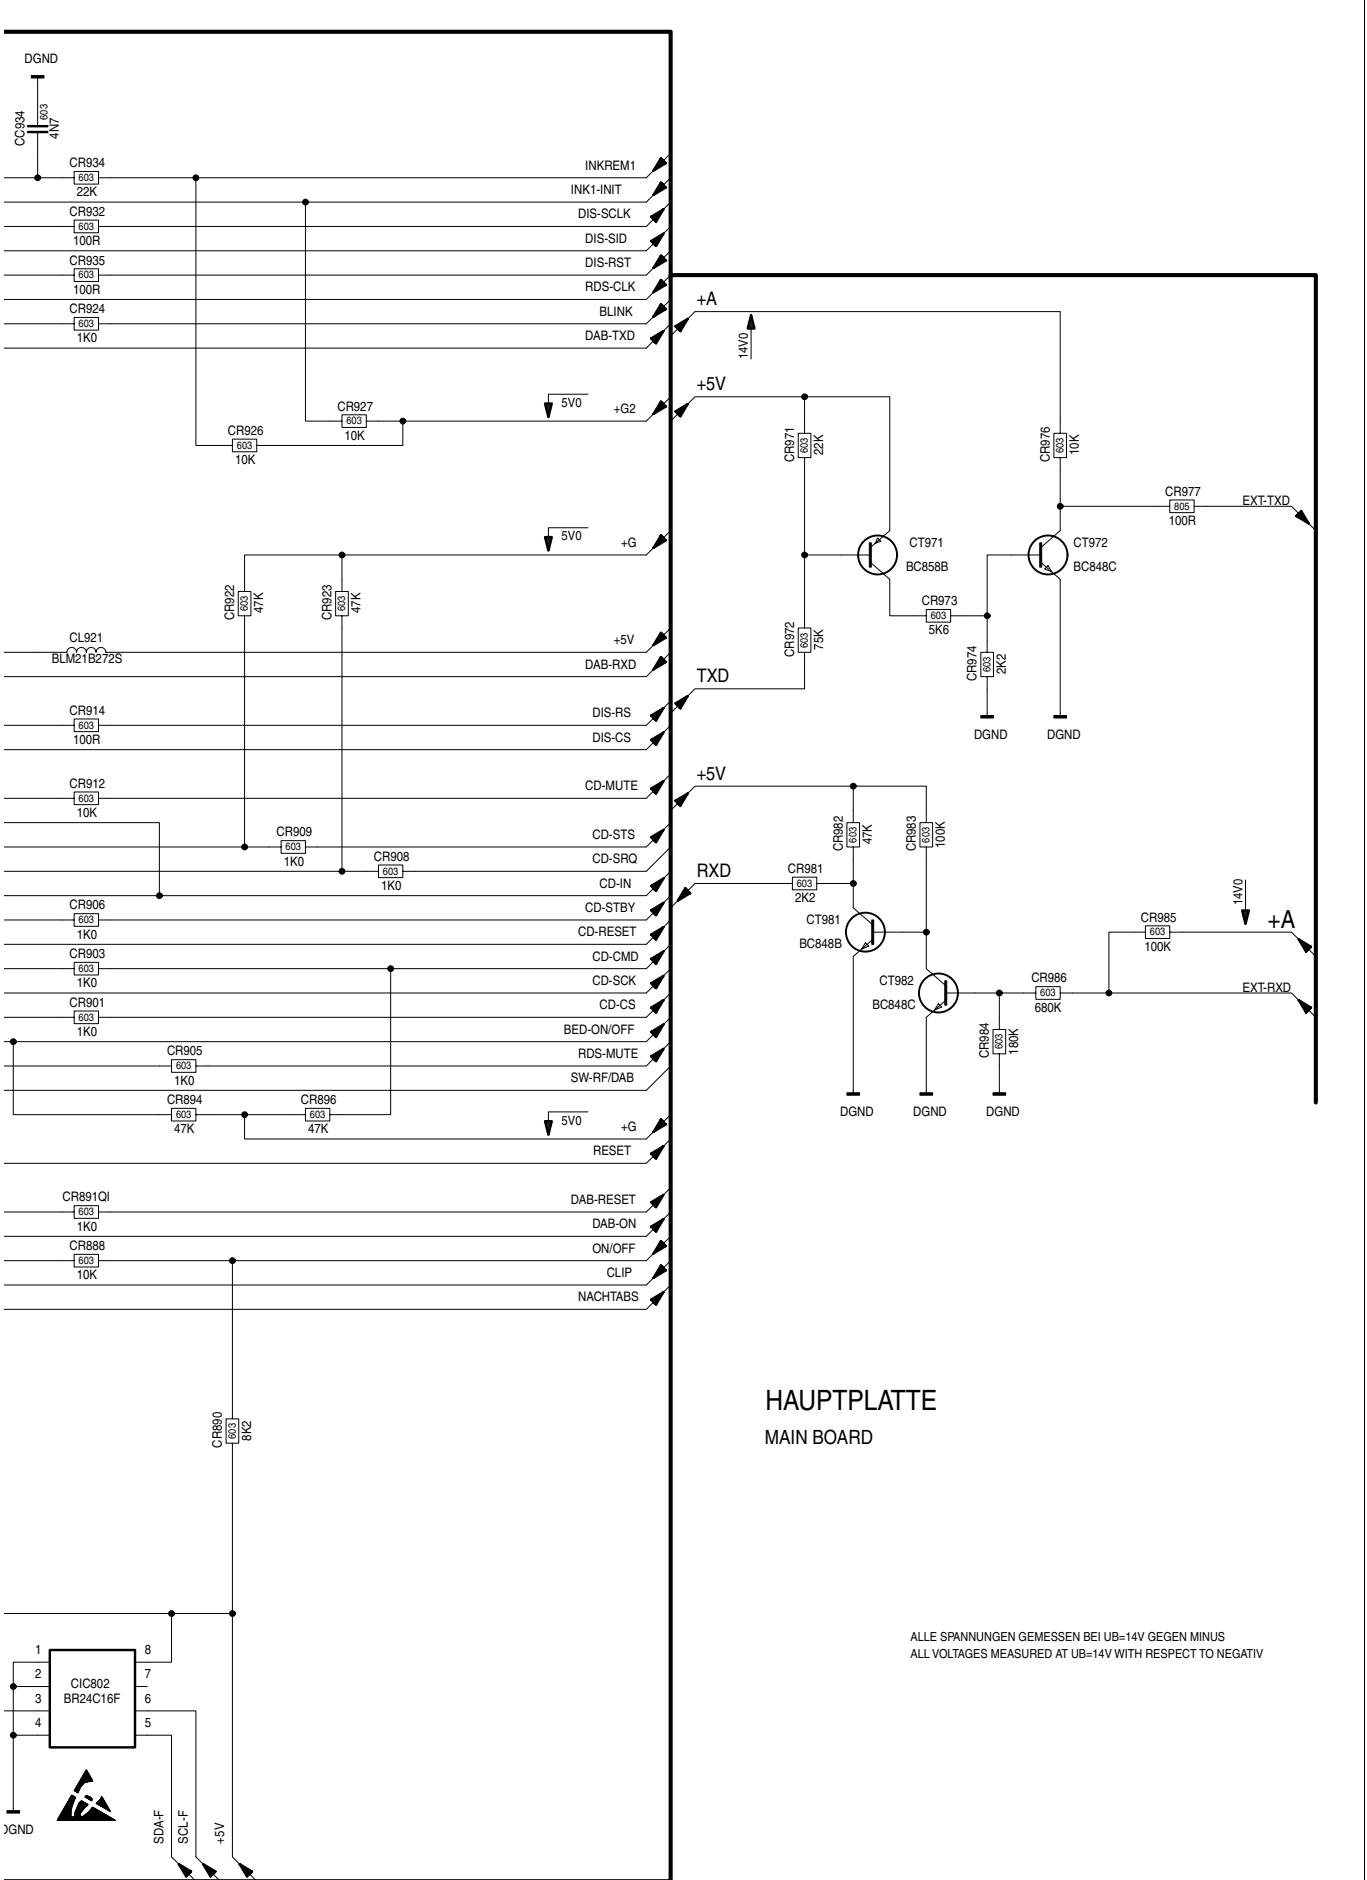 DGND
CC934
603
4N7
CR934
603
22K
INKREM1
INK1-INIT
CR932
603
100R
DIS-SCLK
DIS-SID
CR935
603
100R
DIS-RST
RDS-CLK
CR924
603
1K0
BLINK
DAB-TXD
CR927
603
10K
CR926
603
10K
5V0
+G2
5V0
+G
CR922
603
47K
CR923
603
47K
CL921
BLM21B272S
+5V
DAB-RXD
CR914
603
100R
DIS-RS
DIS-CS
CR912
603
10K
CD-MUTE
CR909
603
1K0
CD-STS
CR908
603
1K0
CD-SRQ
CD-IN
CR906
603
1K0
CD-STBY
CD-RESET
CR903
603
1K0
CD-CMD
CD-SCK
CR901
603
1K0
CD-CS
BED-ON/OFF
CR905
603
1K0
RDS-MUTE
SW-RF/DAB
CR894
603
47K
CR896
603
47K
5V0
+G
RESET
CR891QI
603
1K0
DAB-RESET
DAB-ON
CR888
603
10K
ON/OFF
CLIP
NACHTABS
CR890
603
8K2
1
2
3
4
CIC802
BR24C16F
8
7
6
5
DGND
SDA-F
SCL-F
+5V
+A
14V0
+5V
CR971
603
22K
CR976
603
10K
CR977
805
100R
EXT-TXD
CT971
BC858B
CT972
BC848C
CR973
603
5K6
CR972
603
75K
CR974
603
2K2
TXD
DGND
DGND
+5V
CR982
603
47K
CR983
603
100K
RXD
CR981
603
2K2
CT981
BC848B
CT982
BC848C
CR986
603
680K
CR984
603
180K
CR985
603
100K
14V0
+A
EXT-RXD
DGND
DGND
DGND
HAUPTPLATTE
MAIN BOARD
ALLE SPANNUNGEN GEMESSEN BEI UB=14V GEGEN MINUS
ALL VOLTAGES MEASURED AT UB=14V WITH RESPECT TO NEGATIV